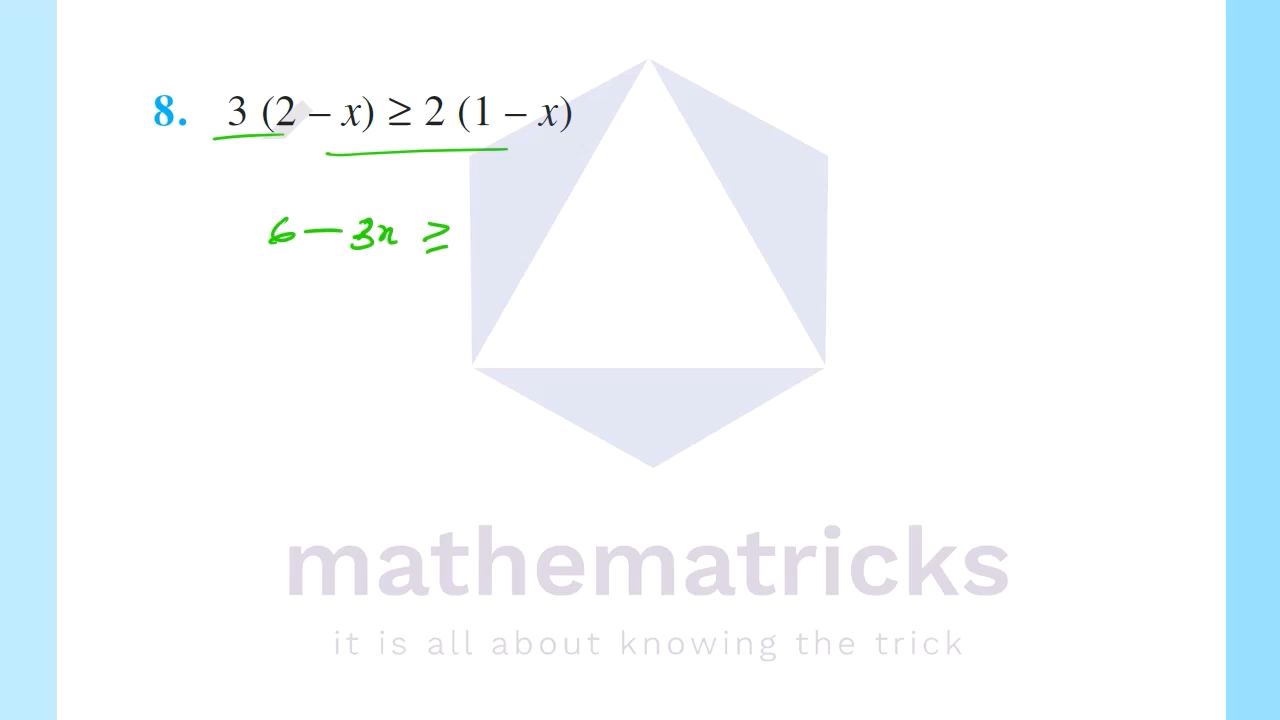 8. 3 (2 – x) ≥ 2 (1 – x)
6 — 3x ≥
mathematricks
it is all about knowing the trick